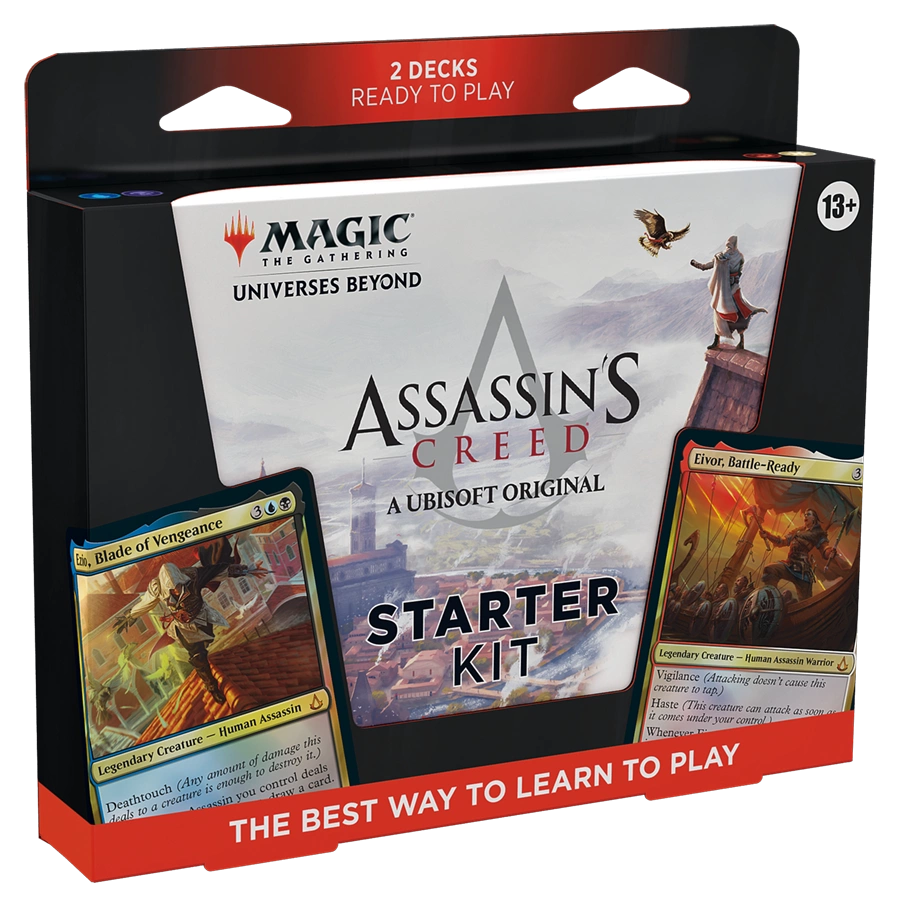 2 DECKS
READY TO PLAY
13+
MAGIC
THE GATHERING
UNIVERSES BEYOND
ASSASSIN'S
CREED
A UBISOFT ORIGINAL
STARTER
KIT
Ezio, Blade of Vengeance 3
Legendary Creature — Human Assassin
Deathtouch (Any amount of damage this
deals to a creature is enough to destroy it.)
Assassin you control deals
draw a card.
Eivor, Battle-Ready 3
Legendary Creature — Human Assassin Warrior
Vigilance (Attacking doesn't cause this
creature to tap.)
Haste (This creature can attack as soon as
it comes under your control.)
Whenever
THE BEST WAY TO LEARN TO PLAY